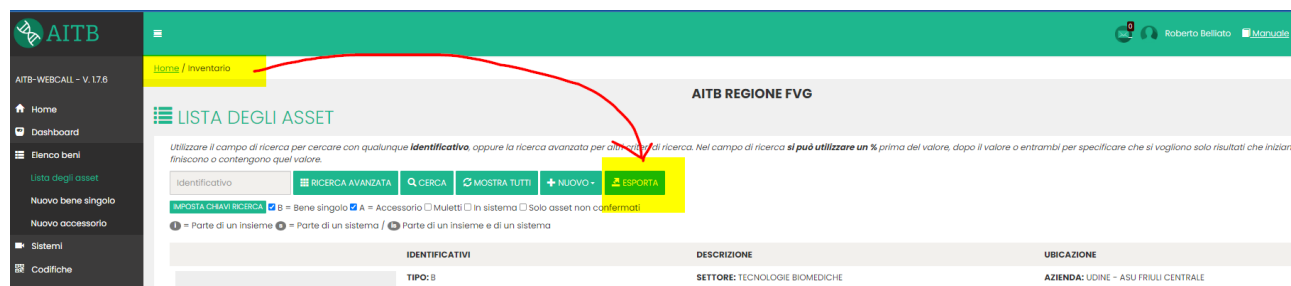 AITB
0
Roberto Belliato
Manuale
AITB-WEBCALL - V. 1.7.6
Home
Dashboard
Elenco beni
Lista degli asset
Nuovo bene singolo
Nuovo accessorio
Sistemi
Codifiche
Home / Inventario
AITB REGIONE FVG
LISTA DEGLI ASSET
Utilizzare il campo di ricerca per cercare con qualunque identificativo, oppure la ricerca avanzata per altri criteri di ricerca. Nel campo di ricerca si può utilizzare un % prima del valore, dopo il valore o entrambi per specificare che si vogliono solo risultati che inizian
finiscono o contengono quel valore.
Identificativo RICERCA AVANZATA CERCA MOSTRA TUTTI NUOVO ESPORTA
IMPOSTA CHIAVI RICERCA B = Bene singolo A = Accessorio Muletti In sistema Solo asset non confermati
= Parte di un insieme = Parte di un sistema / Parte di un insieme e di un sistema
IDENTIFICATIVI DESCRIZIONE UBICAZIONE
TIPO: B SETTORE: TECNOLOGIE BIOMEDICHE AZIENDA: UDINE - ASU FRIULI CENTRALE